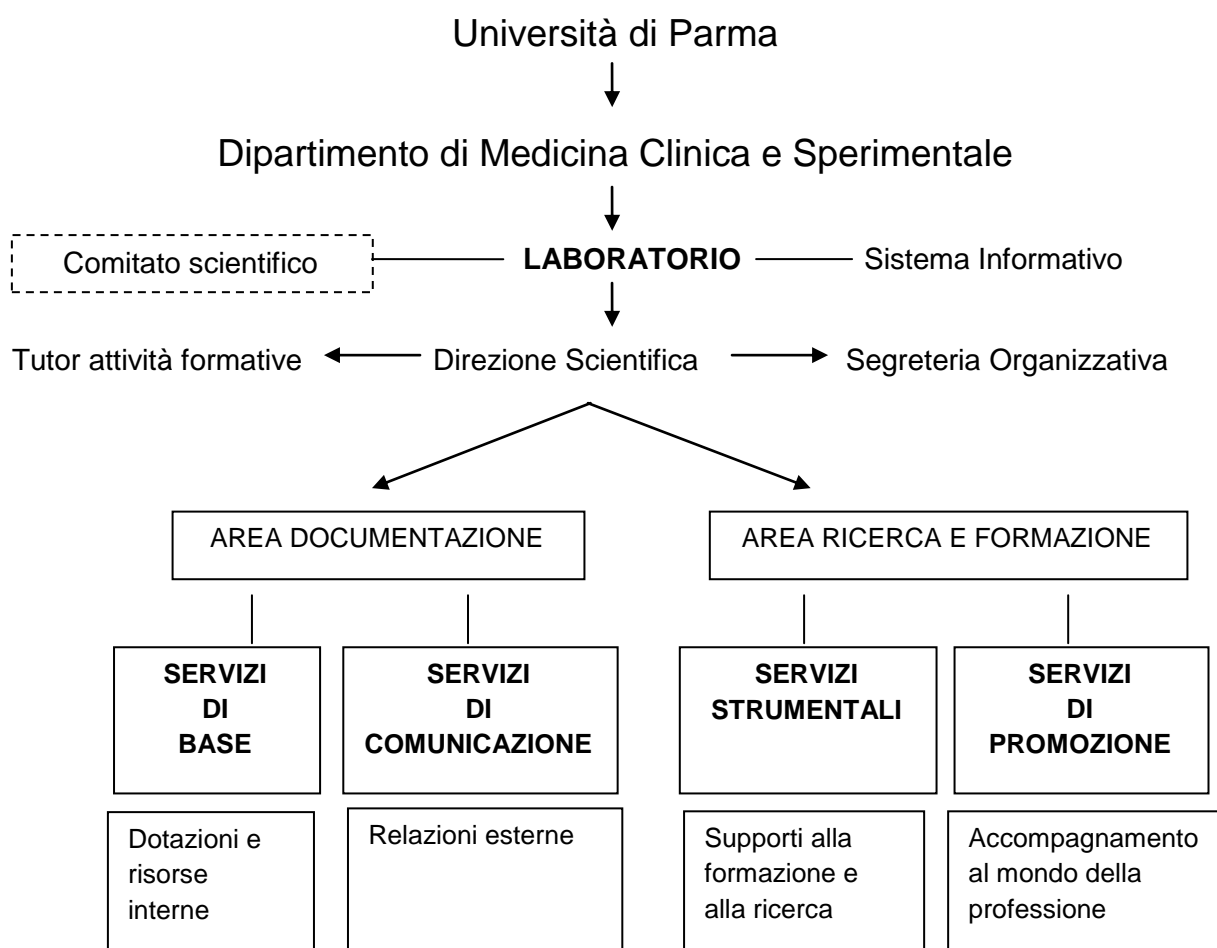 Università di Parma
Dipartimento di Medicina Clinica e Sperimentale
Comitato scientifico
LABORATORIO
Sistema Informativo
Tutor attività formative
Direzione Scientifica
Segreteria Organizzativa
AREA DOCUMENTAZIONE
AREA RICERCA E FORMAZIONE
SERVIZI
DI
BASE
SERVIZI
DI
COMUNICAZIONE
SERVIZI
STRUMENTALI
SERVIZI
DI
PROMOZIONE
Dotazioni e
risorse
interne
Relazioni esterne
Supporti alla
formazione e
alla ricerca
Accompagnamento
al mondo della
professione